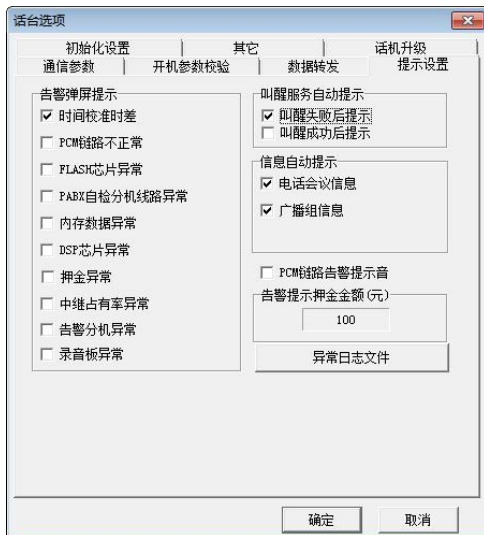 话台选项
初始化设置
其它
话机升级
通信参数
开机参数校验
数据转发
提示设置
告警弹屏提示
时间校准时差
PCM链路不正常
FLASH芯片异常
PABX自检分机线路异常
内存数据异常
DSP芯片异常
押金异常
中继占有率异常
告警分机异常
录音板异常
叫醒服务自动提示
叫醒失败后提示
叫醒成功后提示
信息自动提示
电话会议信息
广播组信息
PCM链路告警提示音
告警提示押金金额(元)
100
异常日志文件
确定
取消